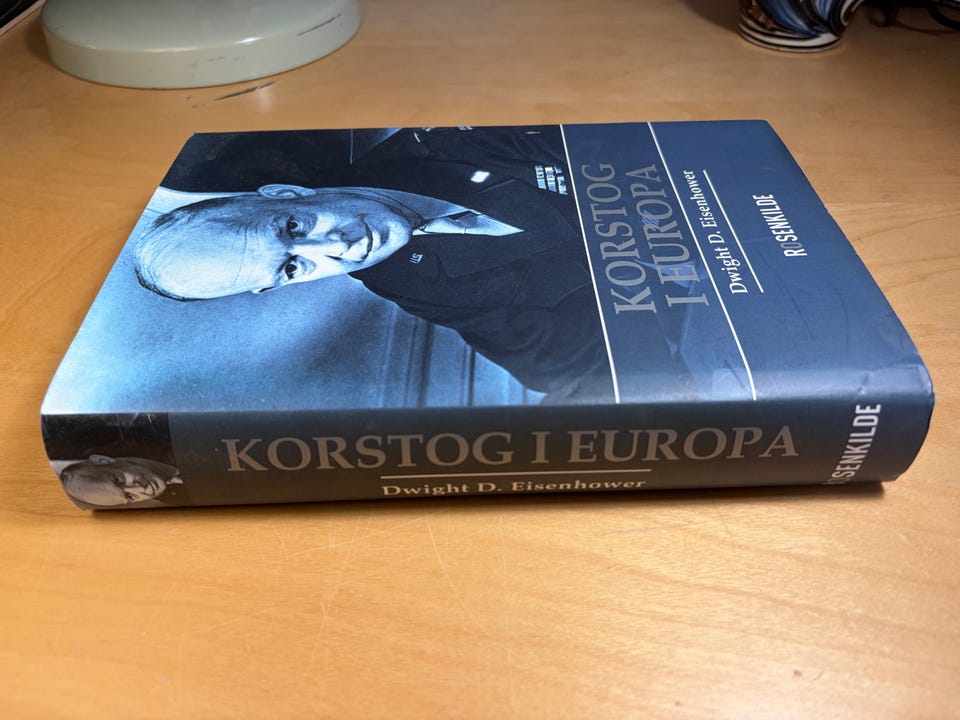 KORSTOG
I EUROPA
Dwight D. Eisenhower
ROSENKILDE
KORSTOG I EUROPA
Dwight D. Eisenhower
ROSENKILDE